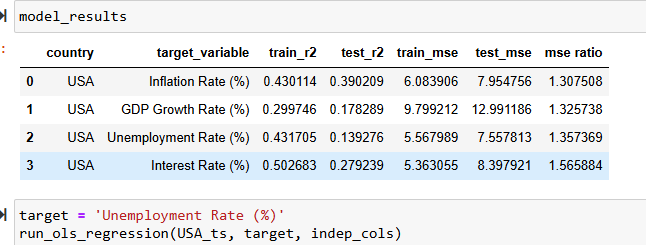 model_results
country target_variable train_r2 test_r2 train_mse test_mse mse ratio
0 USA Inflation Rate (%) 0.430114 0.390209 6.083906 7.954756 1.307508
1 USA GDP Growth Rate (%) 0.299746 0.178289 9.799212 12.991186 1.325738
2 USA Unemployment Rate (%) 0.431705 0.139276 5.567989 7.557813 1.357369
3 USA Interest Rate (%) 0.502683 0.279239 5.363055 8.397921 1.565884
target = 'Unemployment Rate (%)'
run_ols_regression(USA_ts, target, indep_cols)